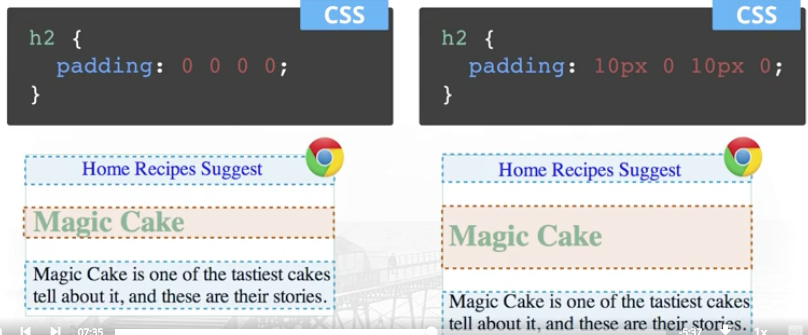 CSS
h2 {
padding: 0 0 0 0;
}
Home Recipes Suggest
Magic Cake
Magic Cake is one of the tastiest cakes
tell about it, and these are their stories.
CSS
h2 {
padding: 10px 0 10px 0;
}
Home Recipes Suggest
Magic Cake
Magic Cake is one of the tastiest cakes
tell about it, and these are their stories.
07:35
-5:37
1x